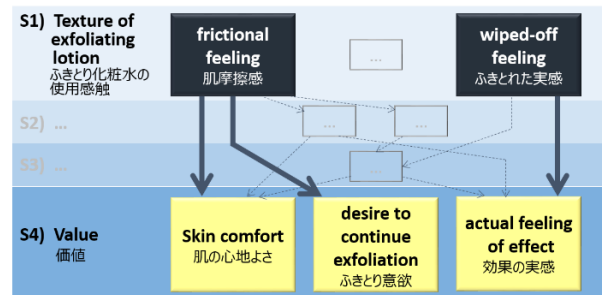 S1) Texture of
exfoliating
lotion
ふきとり化粧水の
使用感触
frictional
feeling
肌摩擦感
...
wiped-off
feeling
ふきとれた実感
S2) ...
...
...
S3) ...
...
S4) Value
価値
Skin comfort
肌の心地よさ
desire to
continue
exfoliation
ふきとり意欲
actual feeling
of effect
効果の実感